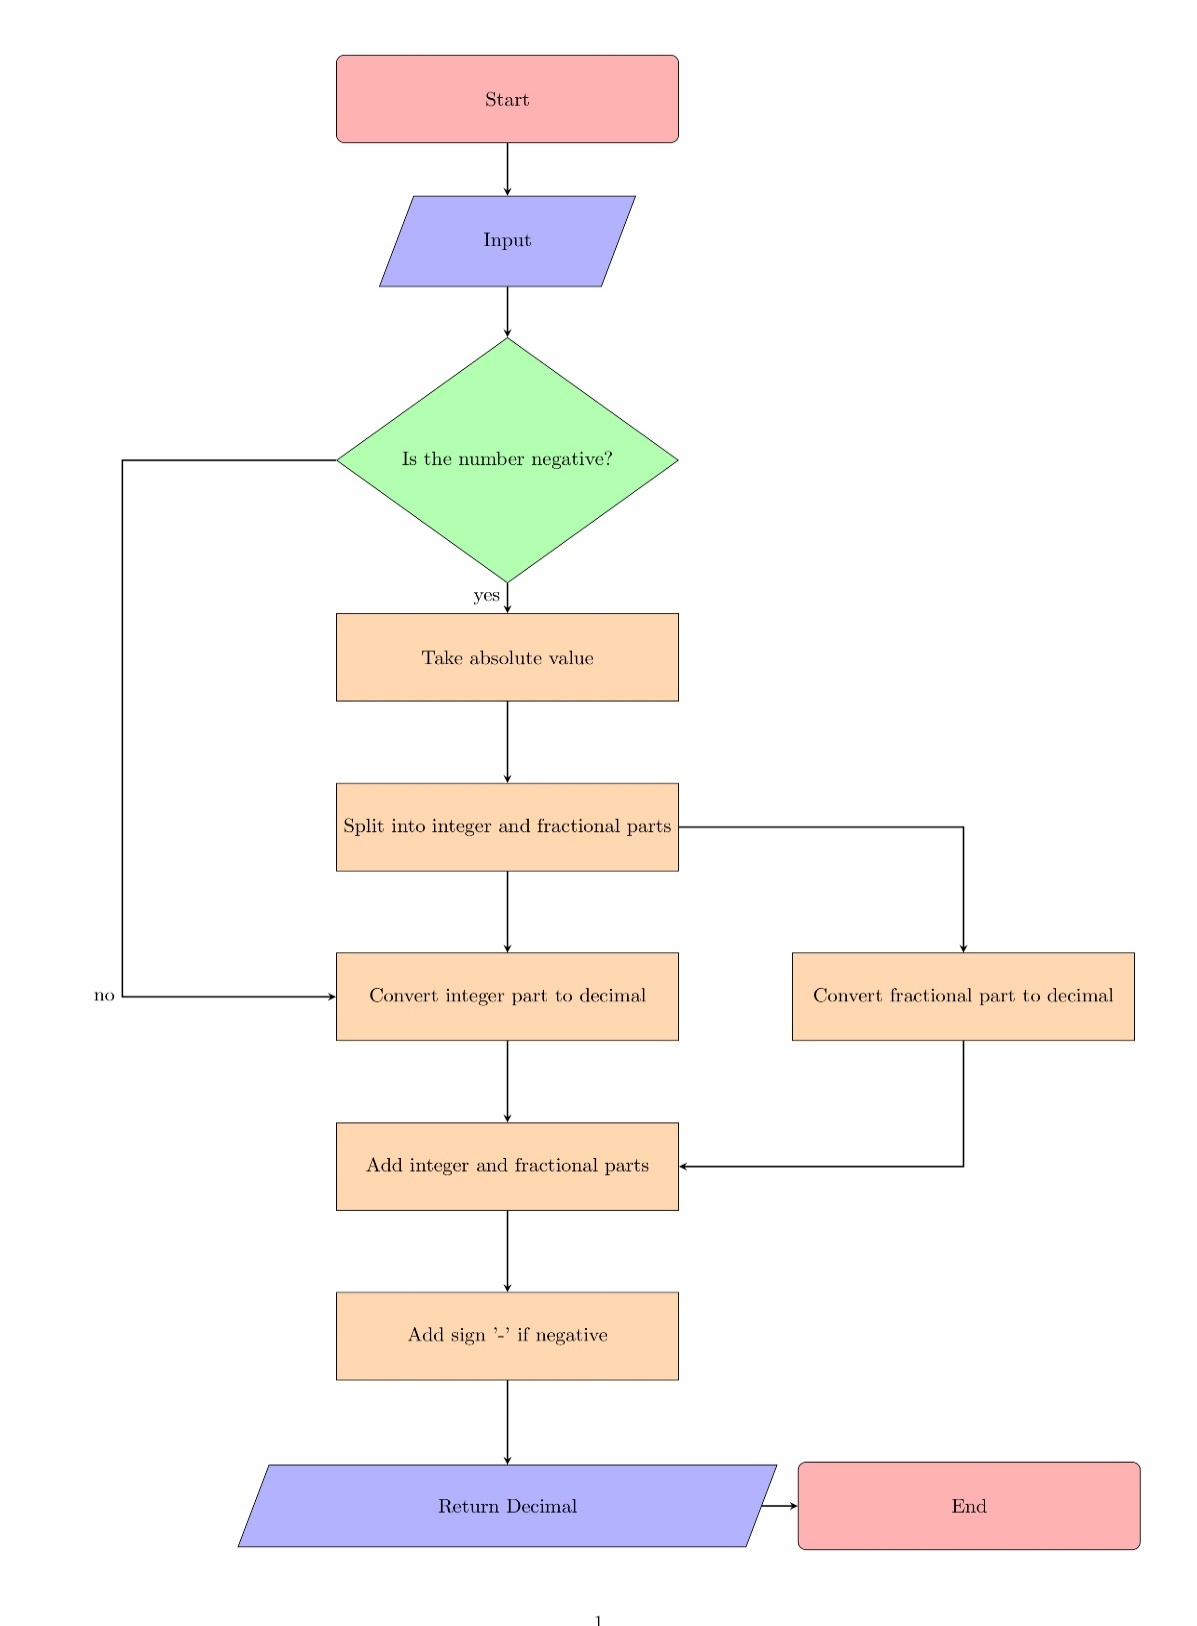 Start
Input
Is the number negative?
yes
Take absolute value
Split into integer and fractional parts
no
Convert integer part to decimal
Convert fractional part to decimal
Add integer and fractional parts
Add sign '-' if negative
Return Decimal
End
1